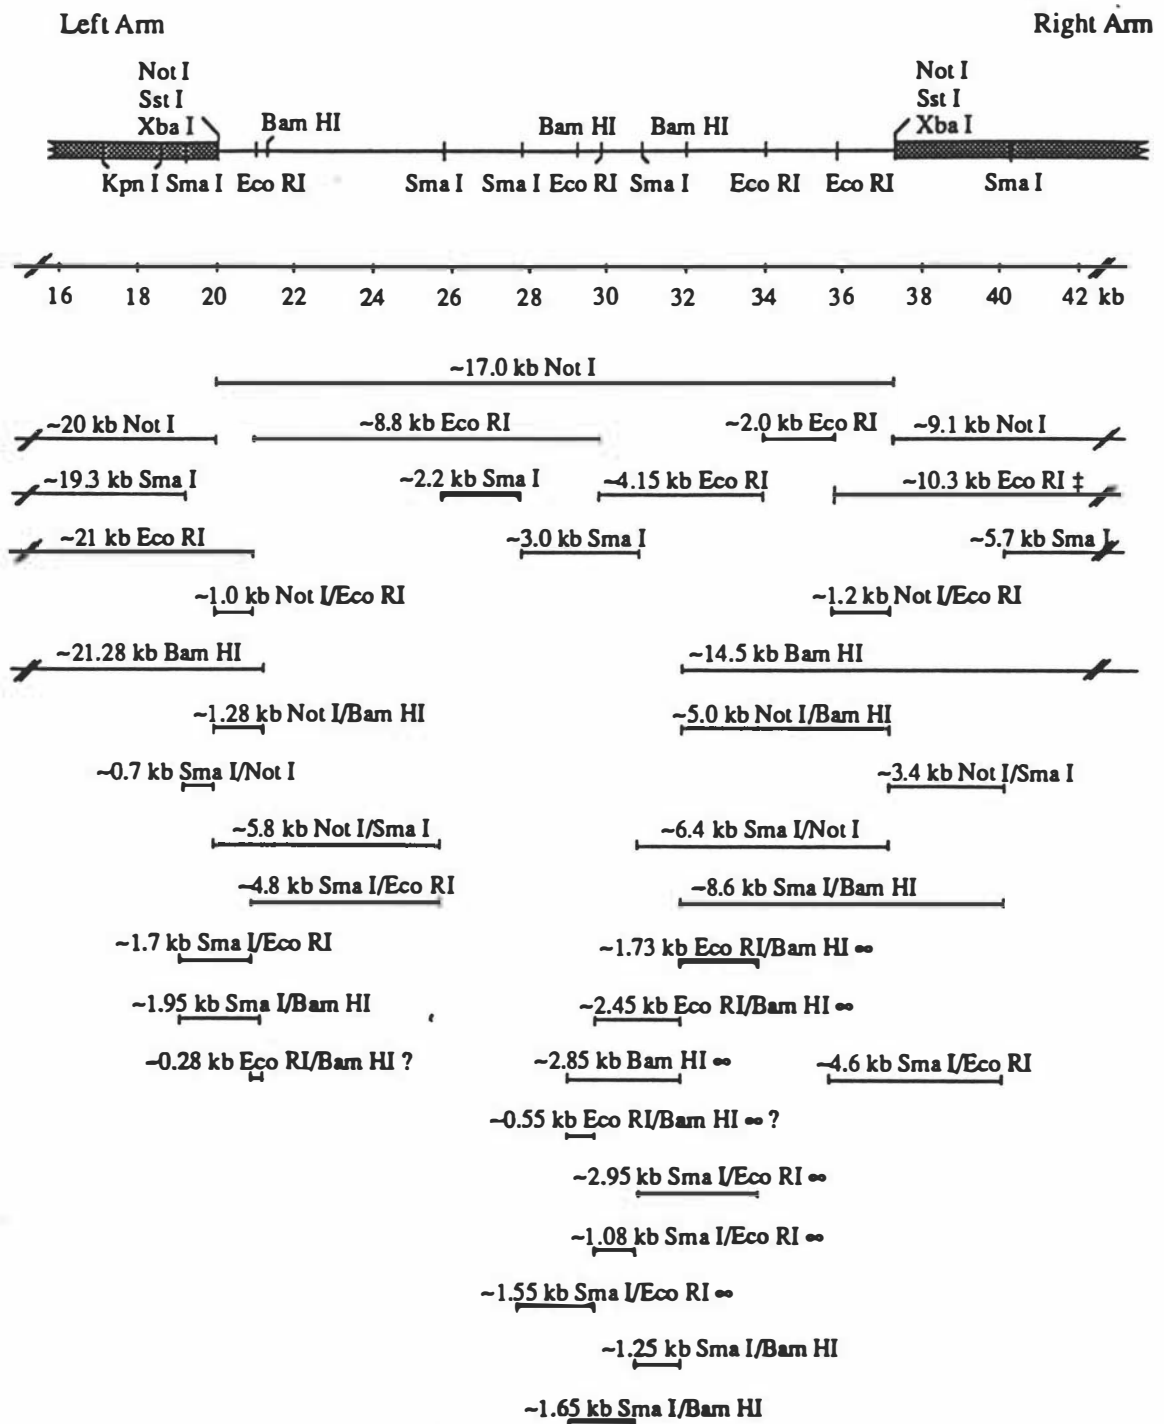 Left Arm Right Arm
Not I Not I
Sst I Sst I
Xba I Bam HI Bam HI Bam HI Xba I
Kpn I Sma I Eco RI Sma I Sma I Eco RI Sma I Eco RI Eco RI Sma I
16 18 20 22 24 26 28 30 32 34 36 38 40 42 kb
~17.0 kb Not I
~20 kb Not I ~8.8 kb Eco RI ~2.0 kb Eco RI ~9.1 kb Not I
~19.3 kb Sma I ~2.2 kb Sma I ~4.15 kb Eco RI ~10.3 kb Eco RI ‡
~21 kb Eco RI ~3.0 kb Sma I ~5.7 kb Sma I
~1.0 kb Not I/Eco RI ~1.2 kb Not I/Eco RI
~21.28 kb Bam HI ~14.5 kb Bam HI
~1.28 kb Not I/Bam HI ~5.0 kb Not I/Bam HI
~0.7 kb Sma I/Not I ~3.4 kb Not I/Sma I
~5.8 kb Not I/Sma I ~6.4 kb Sma I/Not I
~4.8 kb Sma I/Eco RI ~8.6 kb Sma I/Bam HI
~1.7 kb Sma I/Eco RI ~1.73 kb Eco RI/Bam HI ∞
~1.95 kb Sma I/Bam HI ~2.45 kb Eco RI/Bam HI ∞
~0.28 kb Eco RI/Bam HI ? ~2.85 kb Bam HI ∞ ~4.6 kb Sma I/Eco RI
~0.55 kb Eco RI/Bam HI ∞ ?
~2.95 kb Sma I/Eco RI ∞
~1.08 kb Sma I/Eco RI ∞
~1.55 kb Sma I/Eco RI ∞
~1.25 kb Sma I/Bam HI
~1.65 kb Sma I/Bam HI